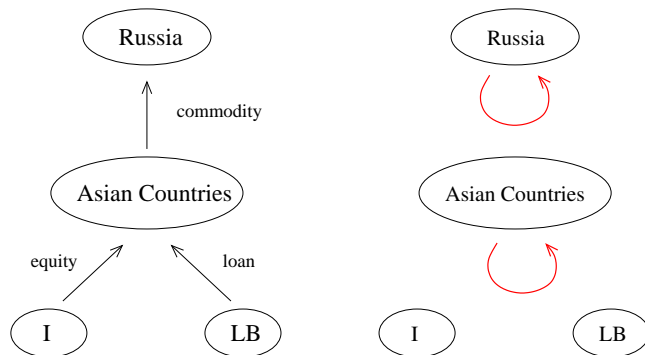 Russia
commodity
Asian Countries
equity
loan
I
LB
Russia
Asian Countries
I
LB